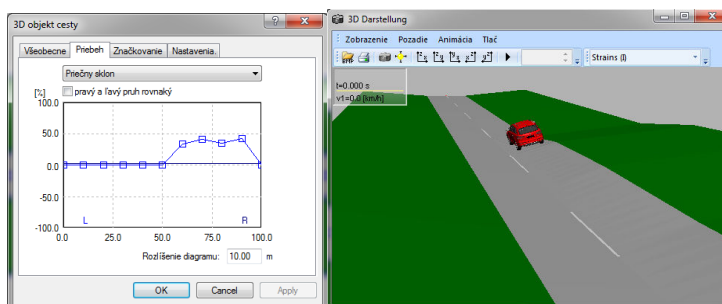 3D objekt cesty
Všeobecne
Priebeh
Značkovanie
Nastavenia.
Priečny sklon
[%]
pravý a ľavý pruh rovnaký
100.0
50.0
0.0
-50.0
-100.0
L
R
0.0
25.0
50.0
75.0
100.0
Rozlíšenie diagramu:
10.00
m
OK
Cancel
Apply
3D Darstellung
Zobrazenie
Pozadie
Animácia
Tlač
Strains (I)
t=0.000 s
v1=0.0 [km/h]